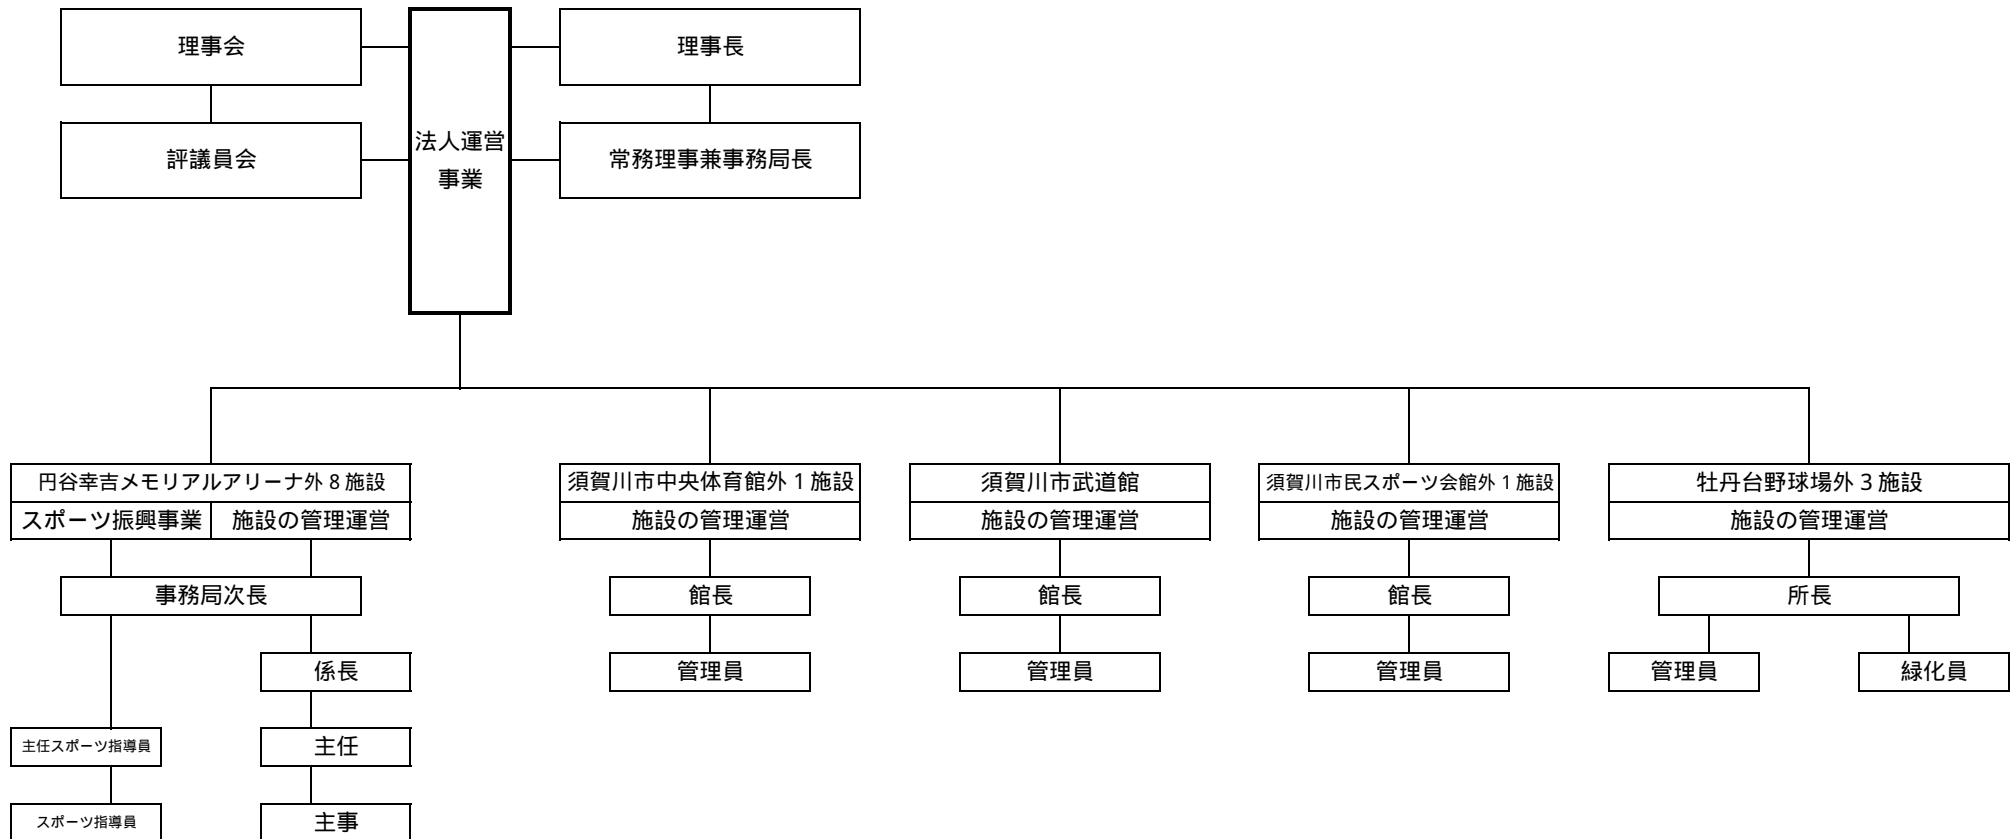 理事会
理事長
法人運営
事業
評議員会
常務理事兼事務局長
円谷幸吉メモリアルアリーナ外8施設
スポーツ振興事業
施設の管理運営
事務局次長
係長
主任スポーツ指導員
主任
スポーツ指導員
主事
須賀川市中央体育館外1施設
施設の管理運営
館長
管理員
須賀川市武道館
施設の管理運営
館長
管理員
須賀川市民スポーツ会館外1施設
施設の管理運営
館長
管理員
牡丹台野球場外3施設
施設の管理運営
所長
管理員
緑化員